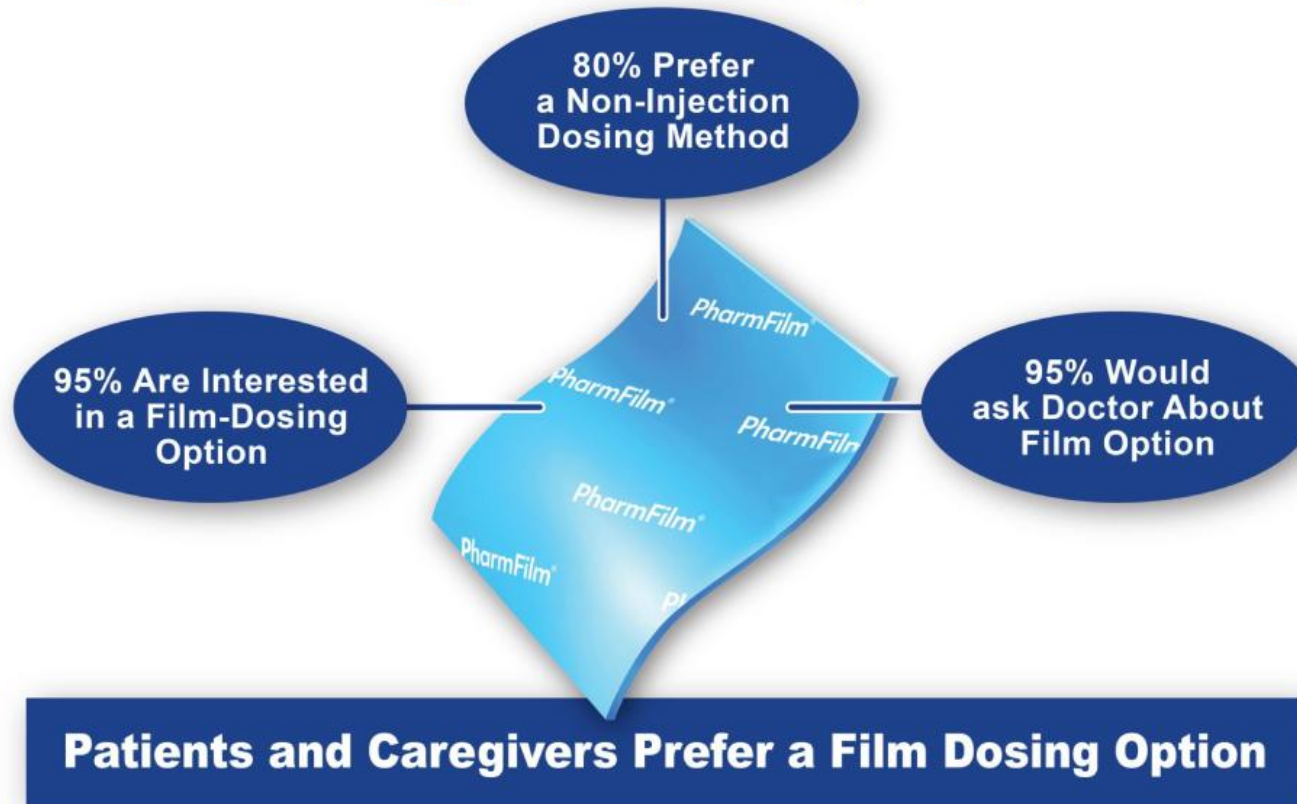 80% Prefer
a Non-Injection
Dosing Method
95% Are Interested
in a Film-Dosing
Option
95% Would
ask Doctor About
Film Option
PharmFilm®
PharmFilm®
PharmFilm
PharmFilm®
PharmFilm®
Patients and Caregivers Prefer a Film Dosing Option